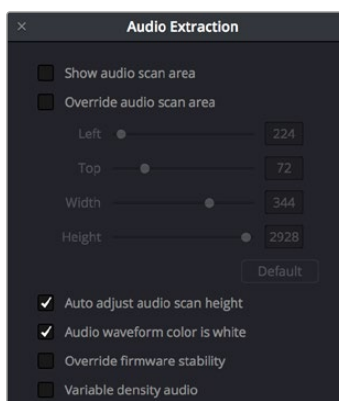 Audio Extraction
Show audio scan area
Override audio scan area
Left 224
Top 72
Width 344
Height 2928
Default
Auto adjust audio scan height
Audio waveform color is white
Override firmware stability
Variable density audio